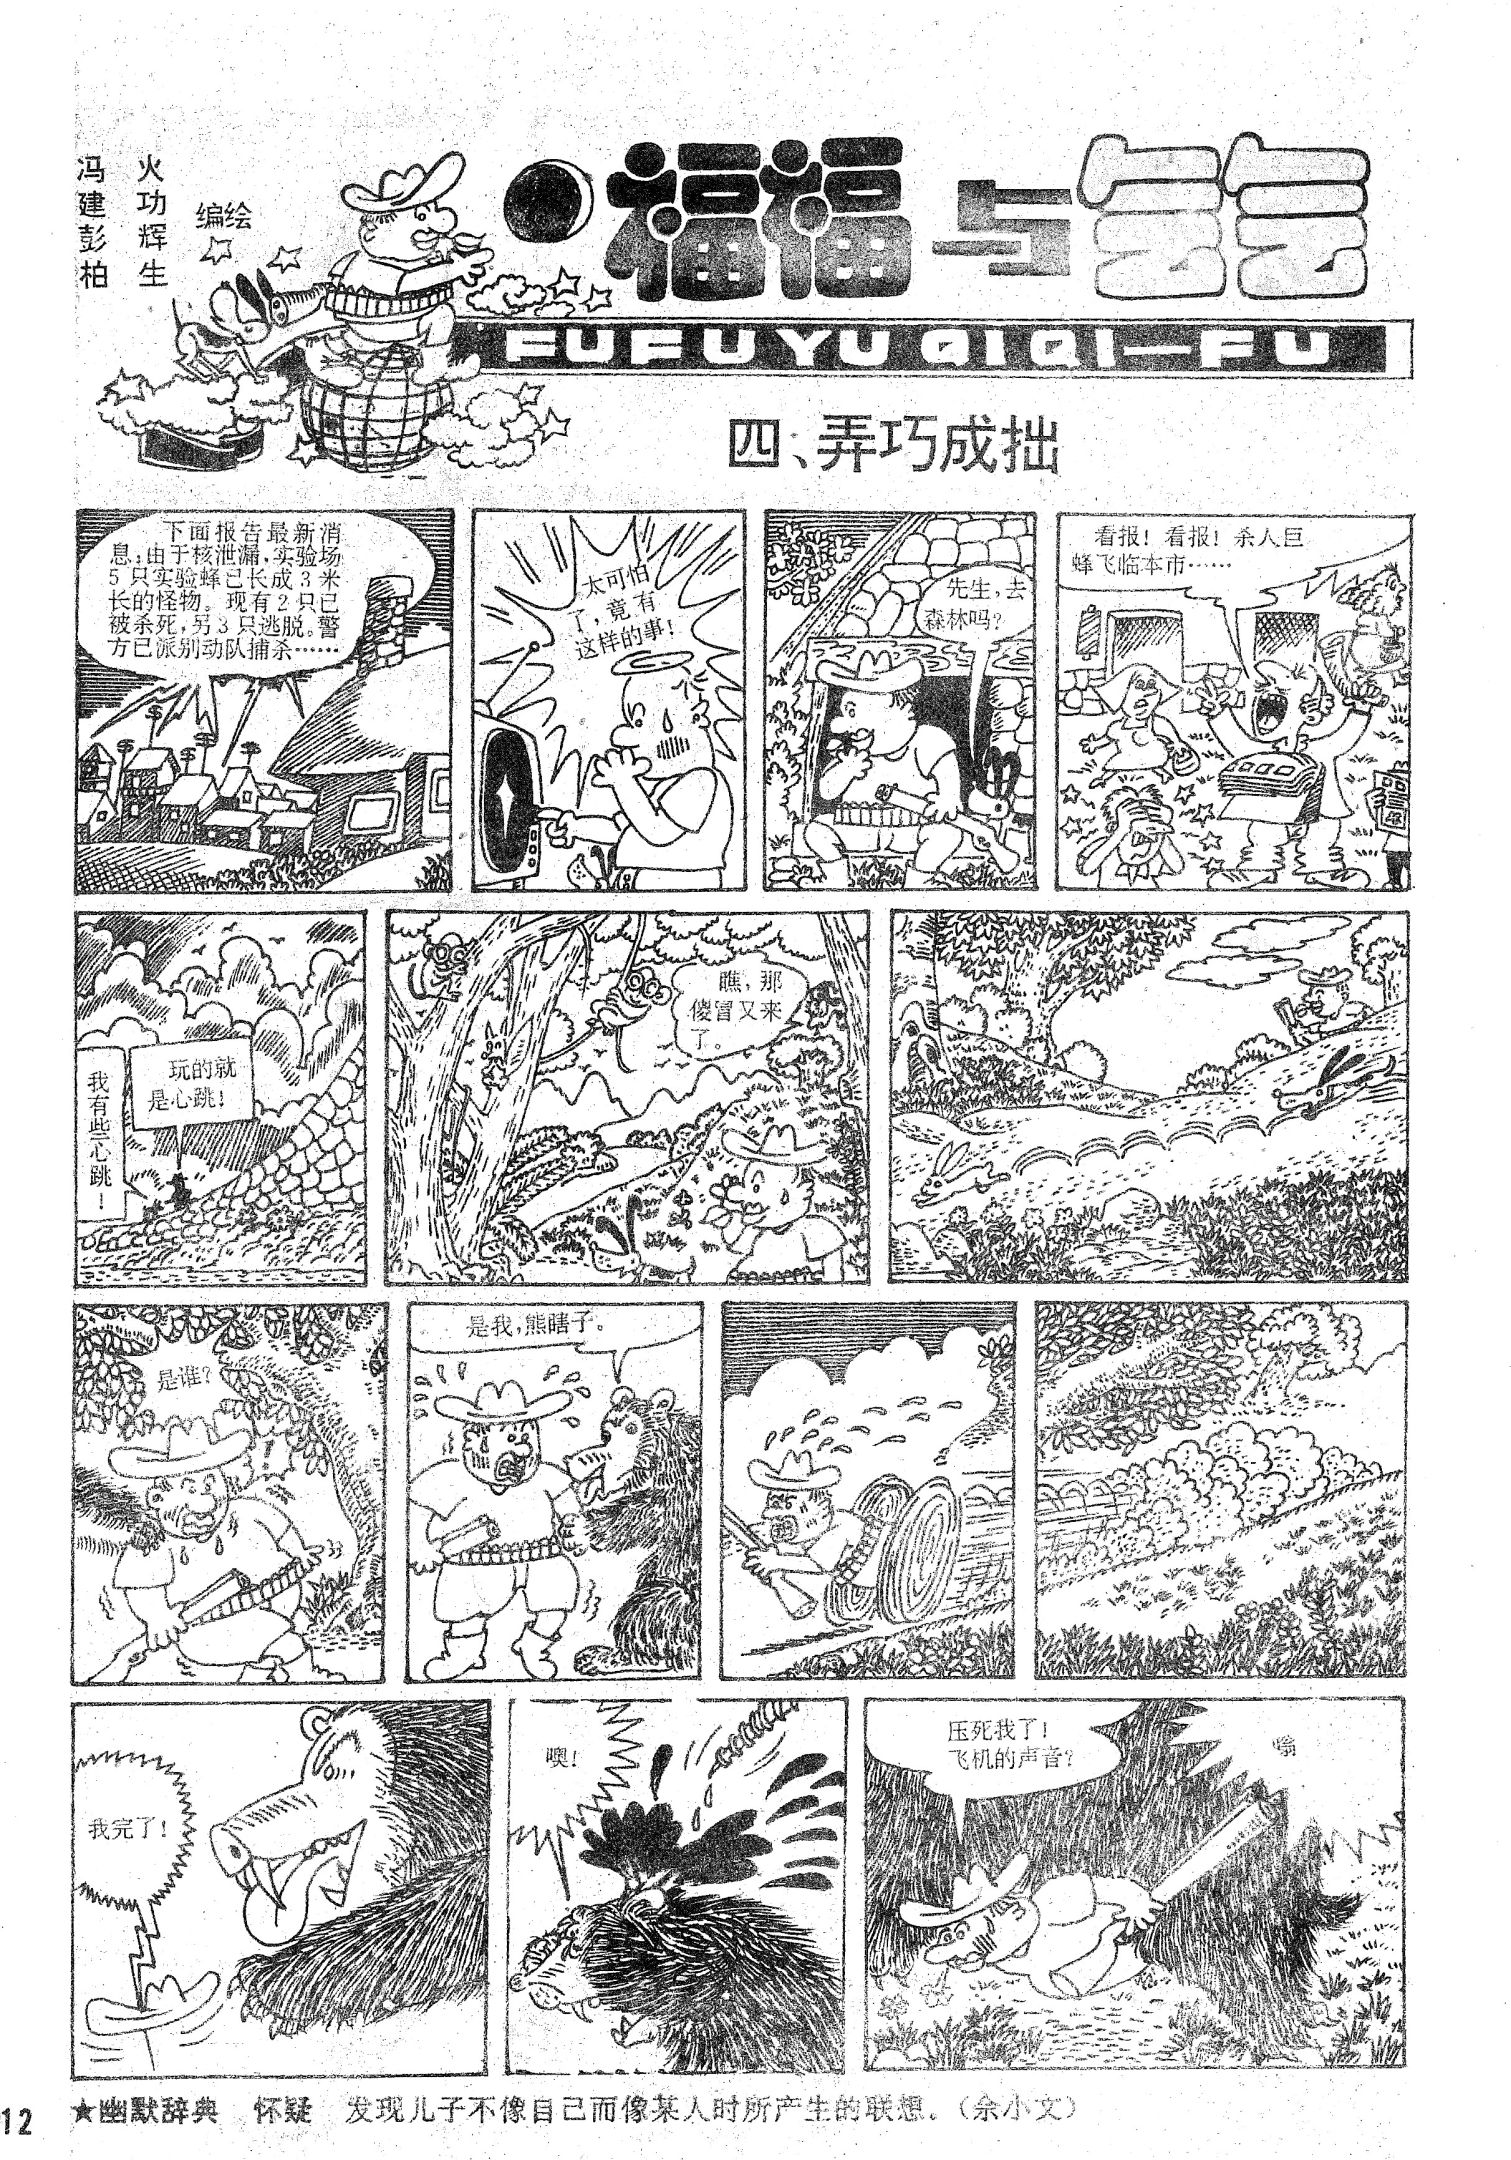 冯建彭柏
火功辉生
编绘
福福与气气
FUFUYUQIQI—FU
四、弄巧成拙
下面报告最新消
息：由于核泄漏，实验场
5只实验蜂已长成3米
长的怪物。现有2只已
被杀死，另3只逃脱。警
方已派别动队捕杀……
太可怕
了，竟有
这样的事！
先生，去
森林吗？
看报！看报！杀人巨
蜂飞临本市……
我有些心跳！
玩的就
是心跳！
瞧，那
傻冒又来
了。
是谁？
是我，熊瞎子。
我完了！
噢！
压死我了！
飞机的声音？
嗡
★幽默辞典 怀疑 发现儿子不像自己而像某人时所产生的联想。（余小文）
12